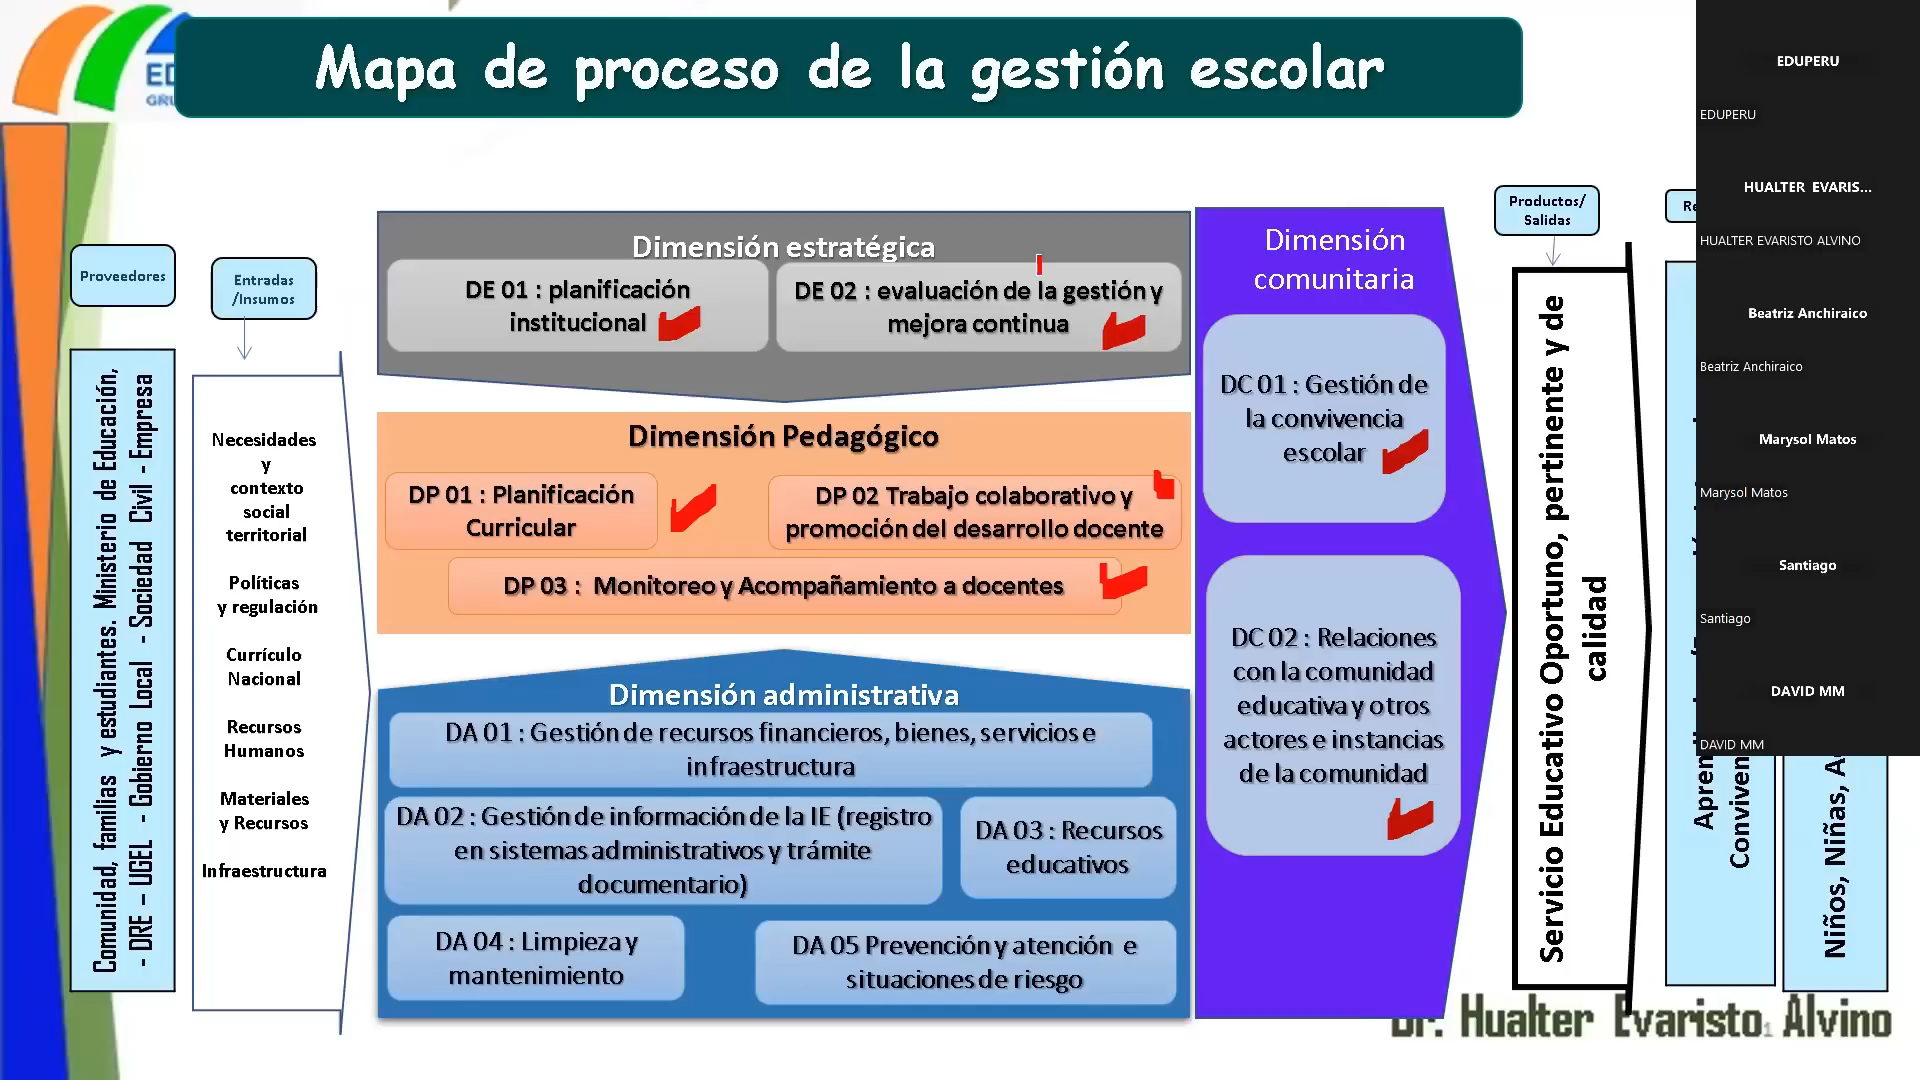 Mapa de proceso de la gestión escolar
Proveedores
Comunidad, familias y estudiantes. Ministerio de Educación,
- DRE – UGEL - Gobierno Local - Sociedad Civil - Empresa
Entradas
/Insumos
Necesidades
y
contexto
social
territorial
Políticas
y regulación
Currículo
Nacional
Recursos
Humanos
Materiales
y Recursos
Infraestructura
Dimensión estratégica
DE 01 : planificación
institucional
DE 02 : evaluación de la gestión y
mejora continua
Dimensión Pedagógico
DP 01 : Planificación
Curricular
DP 02 Trabajo colaborativo y
promoción del desarrollo docente
DP 03 : Monitoreo y Acompañamiento a docentes
Dimensión administrativa
DA 01 : Gestión de recursos financieros, bienes, servicios e
infraestructura
DA 02 : Gestión de información de la IE (registro
en sistemas administrativos y trámite
documentario)
DA 03 : Recursos
educativos
DA 04 : Limpieza y
mantenimiento
DA 05 Prevención y atención e
situaciones de riesgo
Dimensión
comunitaria
DC 01 : Gestión de
la convivencia
escolar
DC 02 : Relaciones
con la comunidad
educativa y otros
actores e instancias
de la comunidad
Productos/
Salidas
Servicio Educativo Oportuno, pertinente y de
calidad
Niños, Niñas,
Dr. Hualter Evaristo Alvino
EDUPERU
EDUPERU
HUALTER EVARIS...
HUALTER EVARISTO ALVINO
Beatriz Anchiraico
Beatriz Anchiraico
Marysol Matos
Marysol Matos
Santiago
Santiago
DAVID MM
DAVID MM